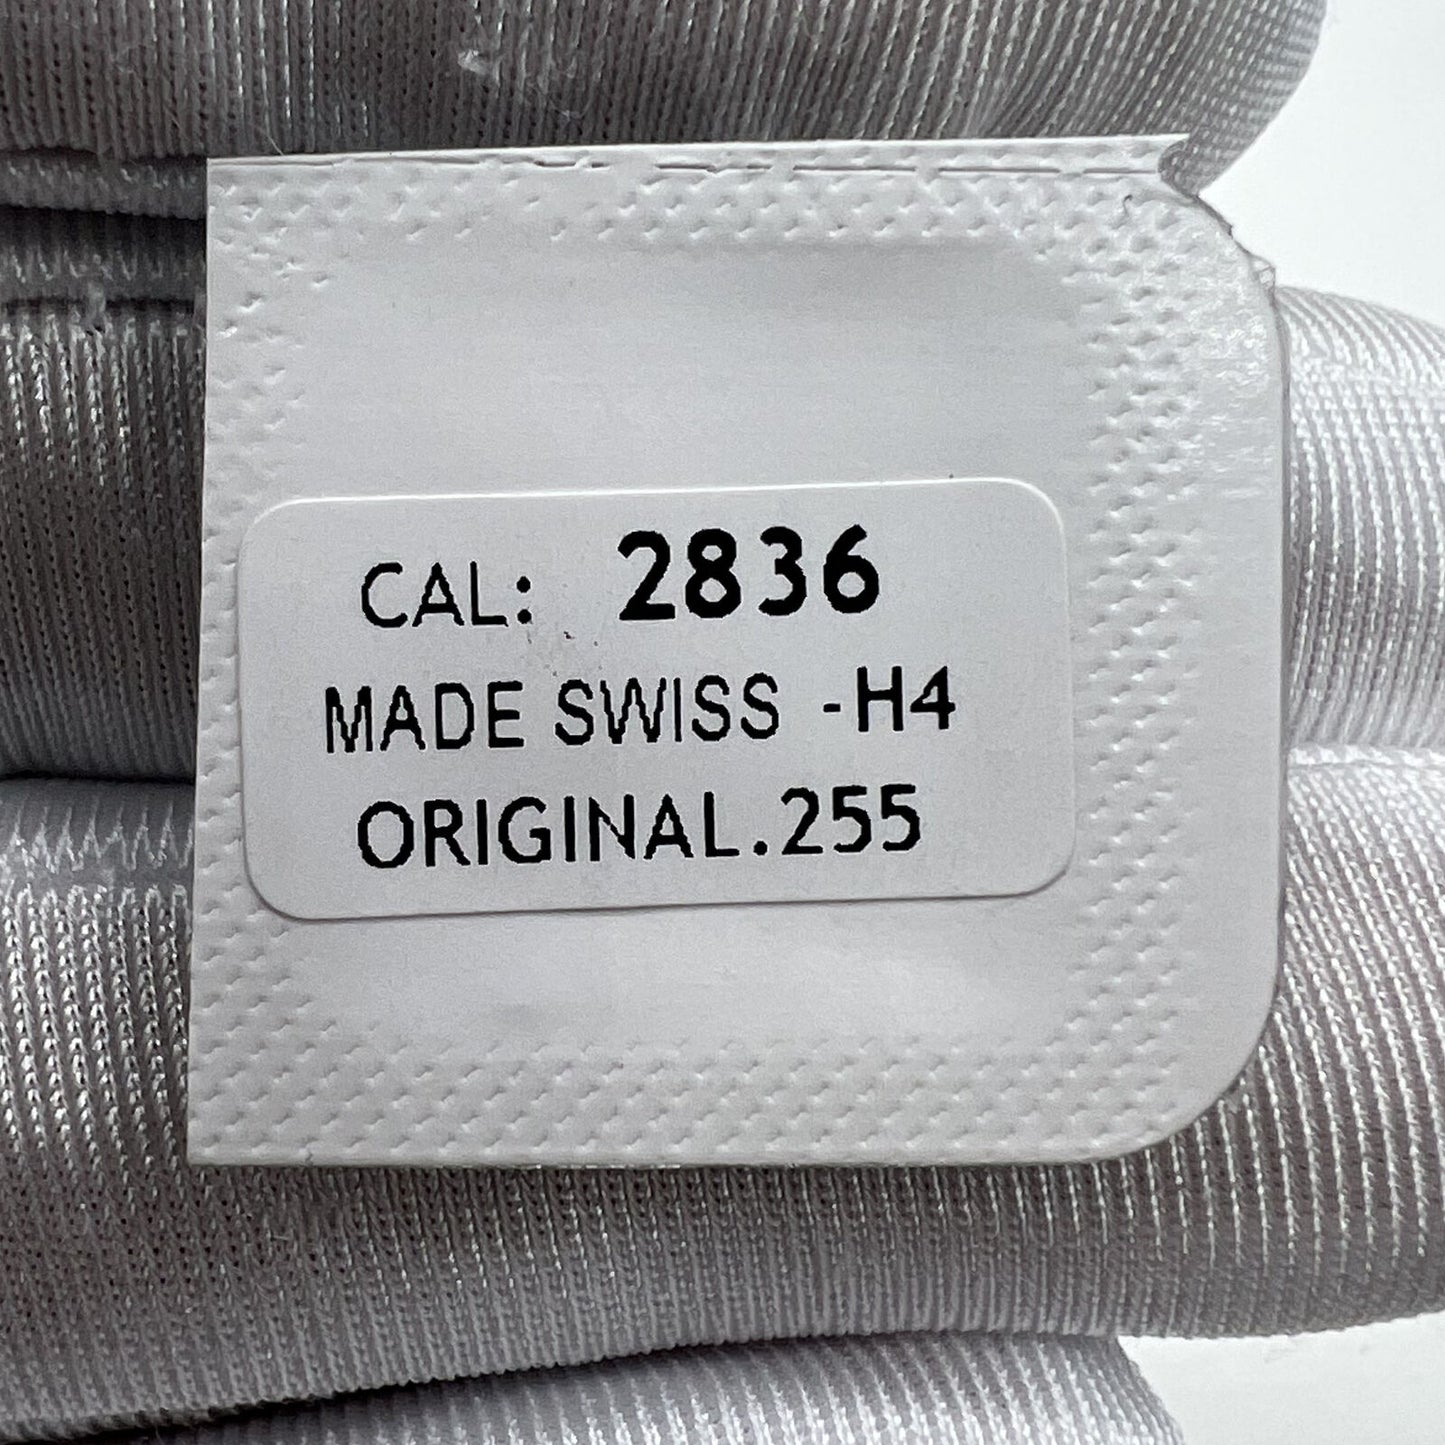 CAL: 2836
MADE SWISS -H4
ORIGINAL.255